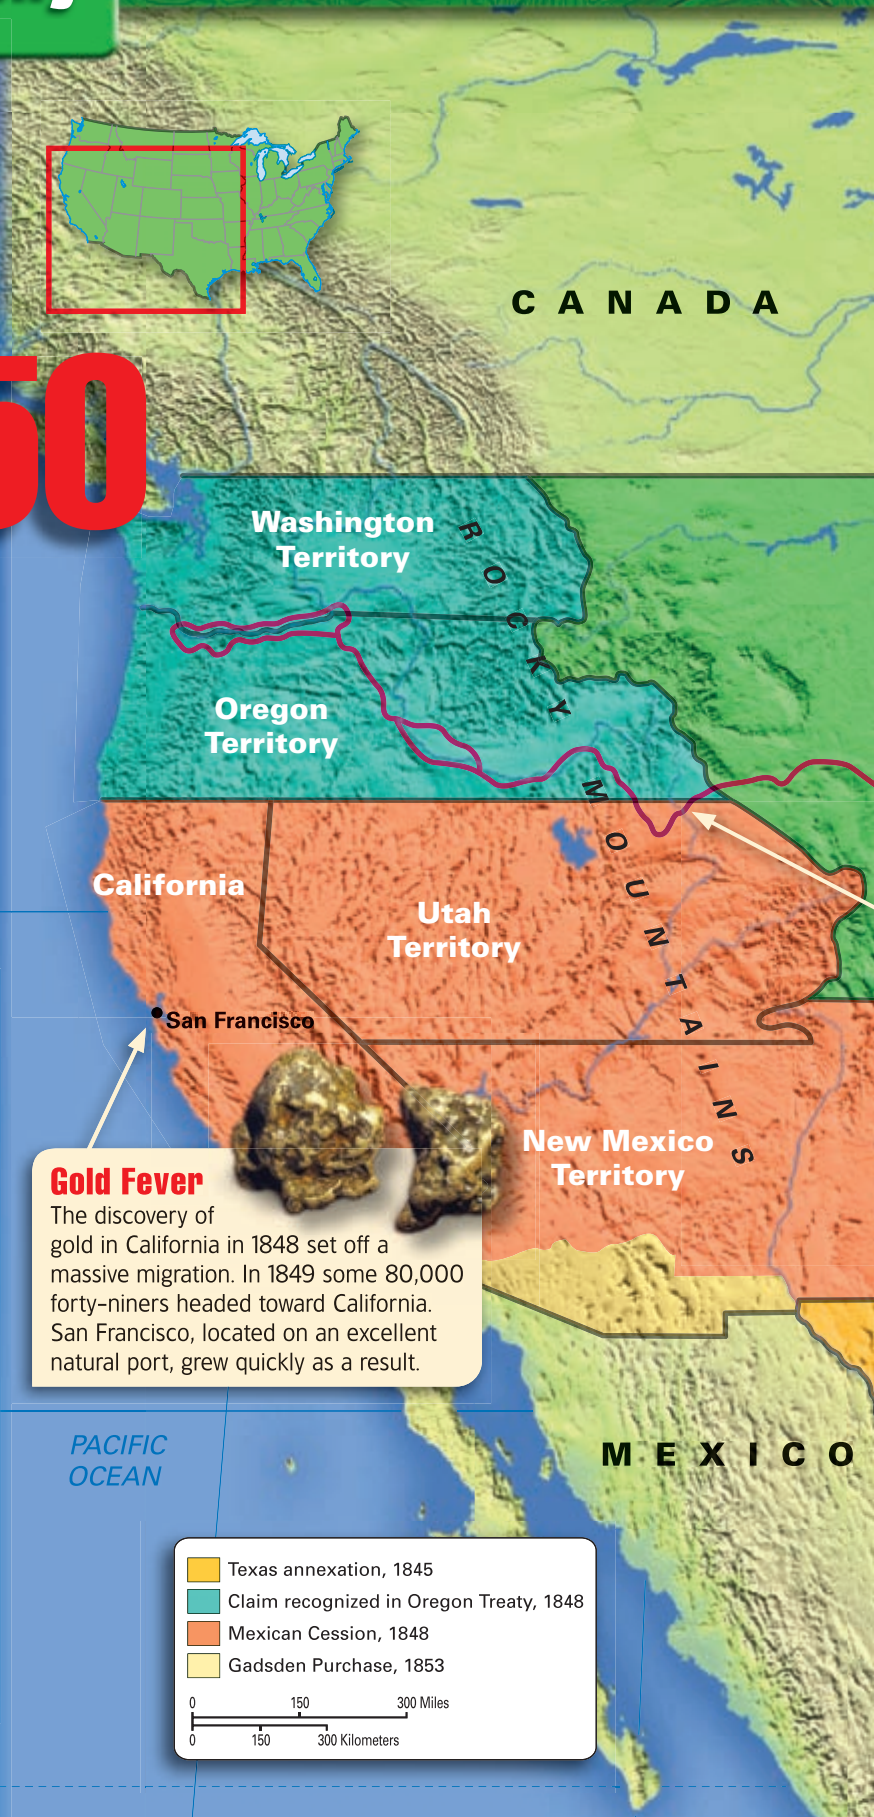 50
CANADA
Washington
Territory
ROCKY MOUNTAINS
Oregon
Territory
California
Utah
Territory
San Francisco
New Mexico
Territory
Gold Fever
The discovery of
gold in California in 1848 set off a
massive migration. In 1849 some 80,000
forty-niners headed toward California.
San Francisco, located on an excellent
natural port, grew quickly as a result.
PACIFIC
OCEAN
MEXICO
Texas annexation, 1845
Claim recognized in Oregon Treaty, 1848
Mexican Cession, 1848
Gadsden Purchase, 1853
0 150 300 Miles
0 150 300 Kilometers